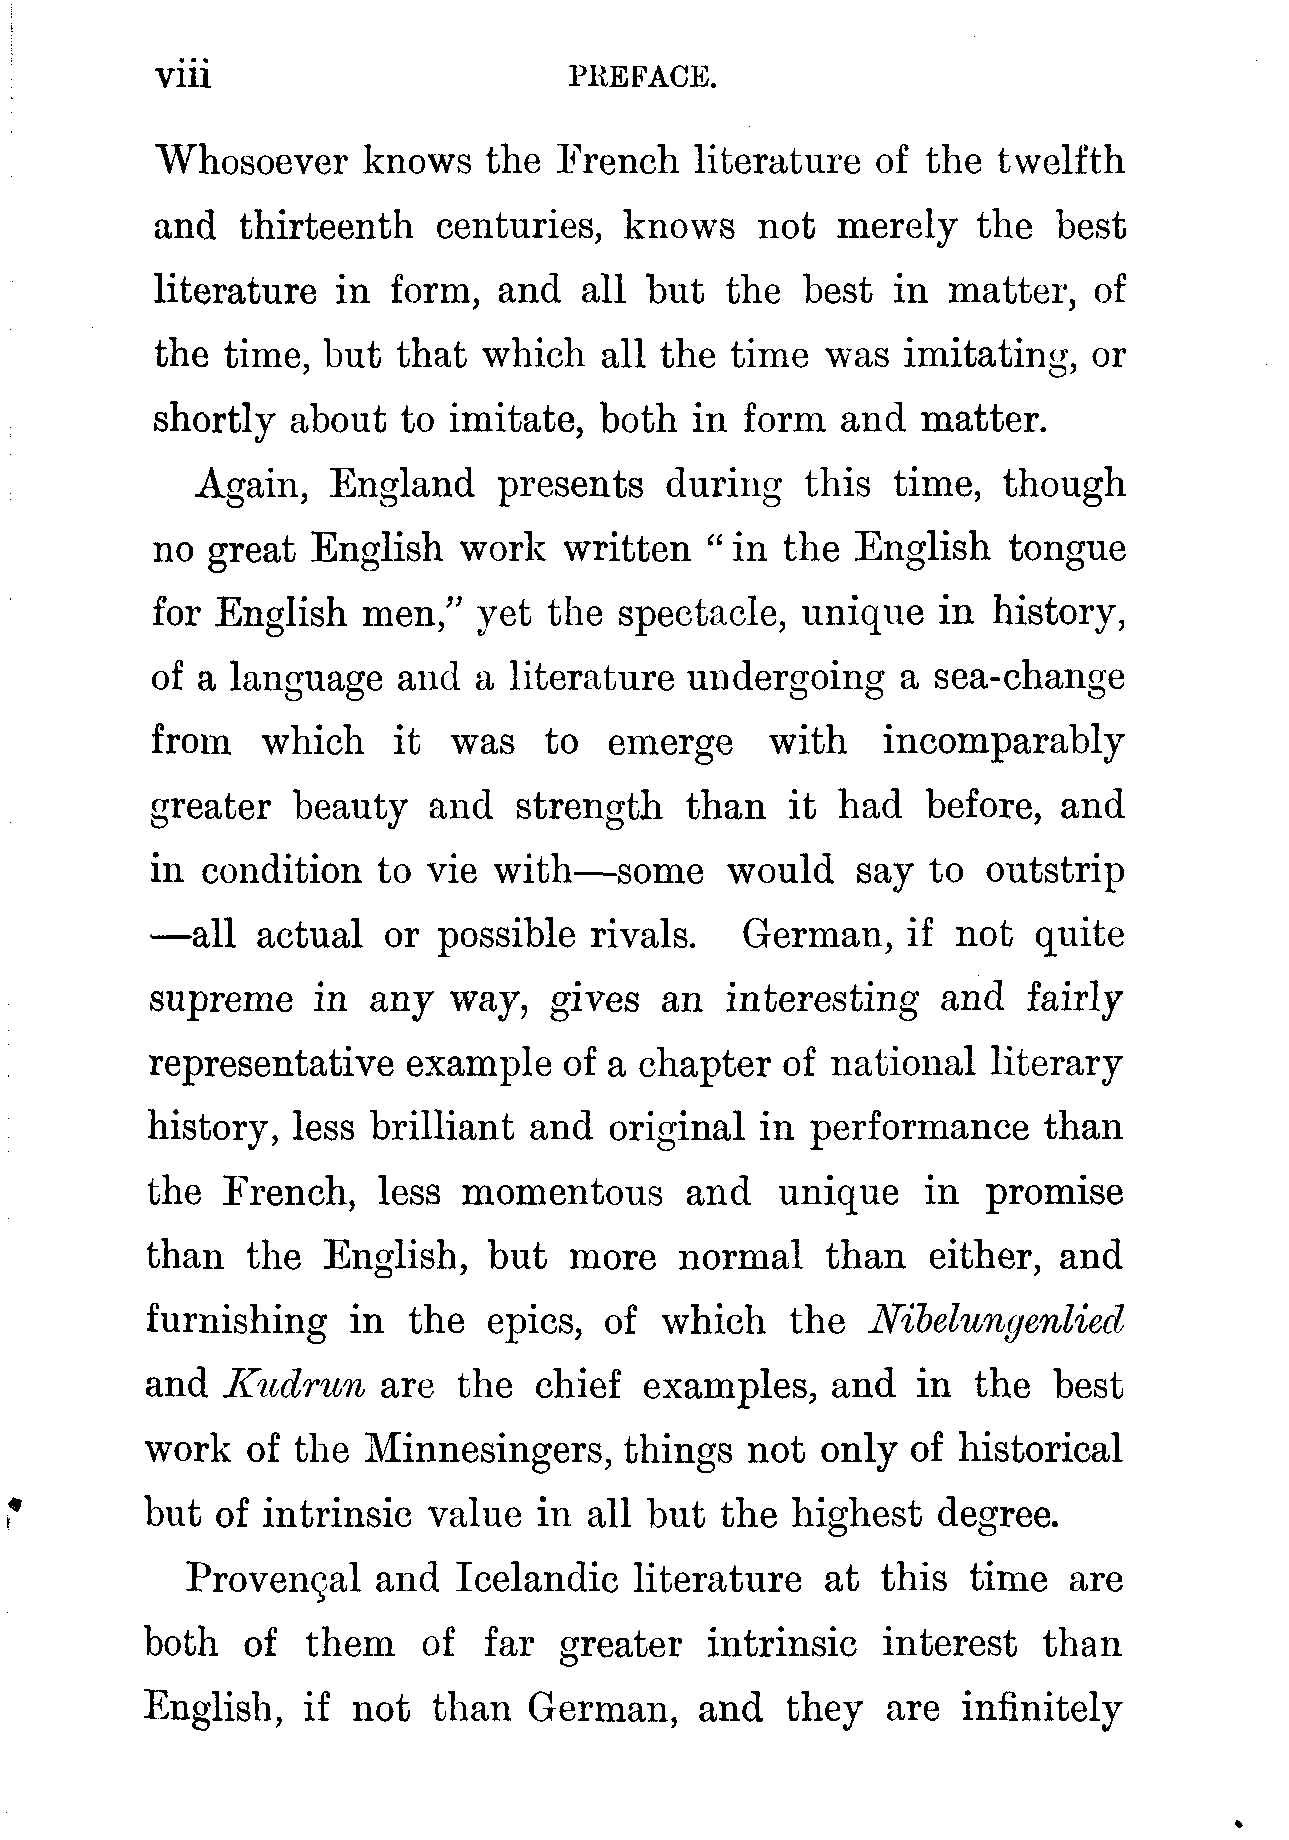 viii PREFACE.
Whosoever knows the French literature of the twelfth
and thirteenth centuries, knows not merely the best
literature in form, and all but the best in matter, of
the time, but that which all the time was imitating, or
shortly about to imitate, both in form and matter.
Again, England presents during this time, though
no great English work written “in the English tongue
for English men,” yet the spectacle, unique in history,
of a language and a literature undergoing a sea-change
from which it was to emerge with incomparably
greater beauty and strength than it had before, and
in condition to vie with—some would say to outstrip
—all actual or possible rivals. German, if not quite
supreme in any way, gives an interesting and fairly
representative example of a chapter of national literary
history, less brilliant and original in performance than
the French, less momentous and unique in promise
than the English, but more normal than either, and
furnishing in the epics, of which the Nibelungenlied
and Kudrun are the chief examples, and in the best
work of the Minnesingers, things not only of historical
but of intrinsic value in all but the highest degree.
Provençal and Icelandic literature at this time are
both of them of far greater intrinsic interest than
English, if not than German, and they are infinitely